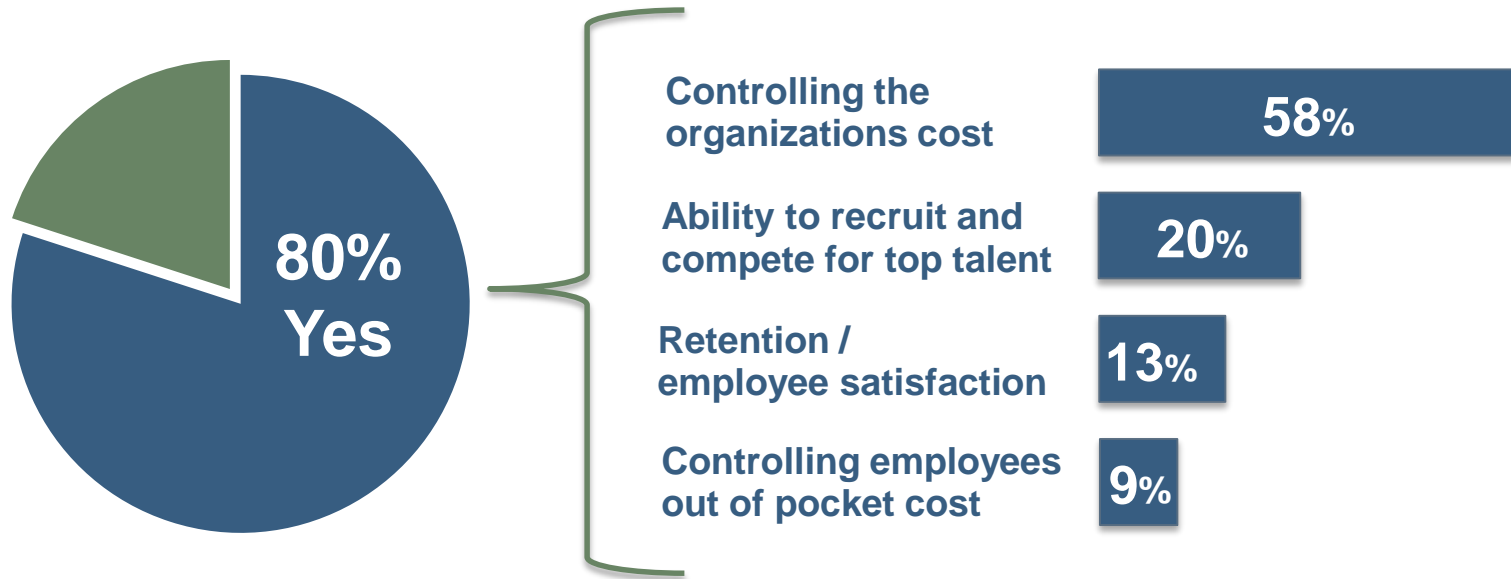 80%
Yes
Controlling the
organizations cost
58%
Ability to recruit and
compete for top talent
20%
Retention /
employee satisfaction
13%
Controlling employees
out of pocket cost
9%